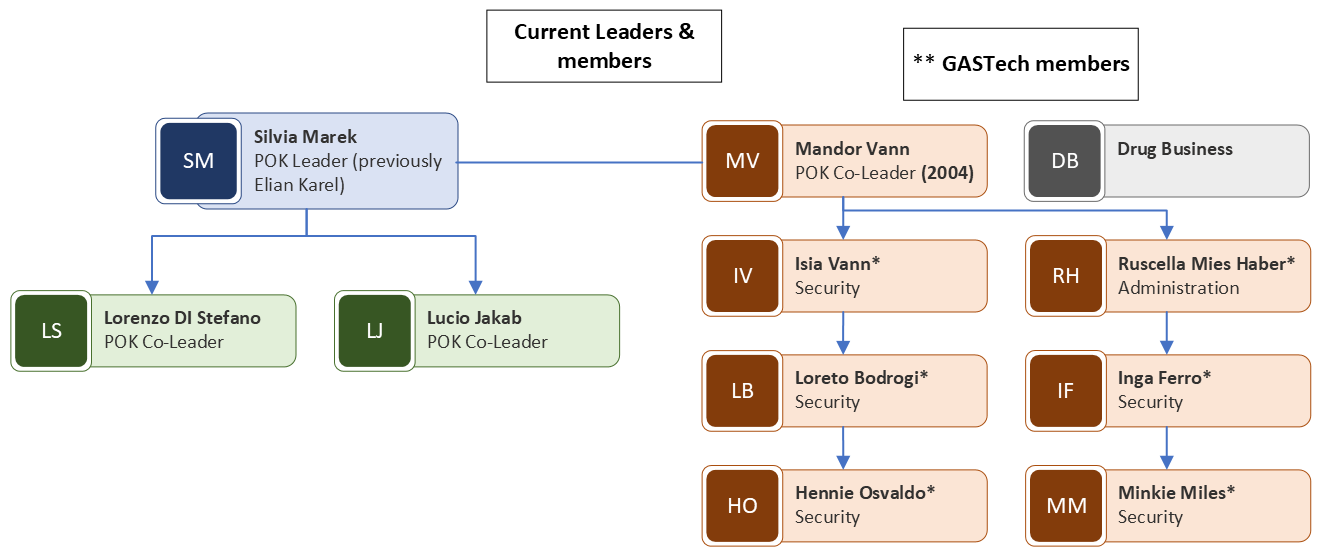 Current Leaders &
members
** GASTech members
SM
Silvia Marek
POK Leader (previously
Elian Karel)
MV
Mandor Vann
POK Co-Leader (2004)
DB
Drug Business
LS
Lorenzo DI Stefano
POK Co-Leader
LJ
Lucio Jakab
POK Co-Leader
IV
Isia Vann*
Security
RH
Ruscella Mies Haber*
Administration
LB
Loreto Bodrogi*
Security
IF
Inga Ferro*
Security
HO
Hennie Osvaldo*
Security
MM
Minkie Miles*
Security